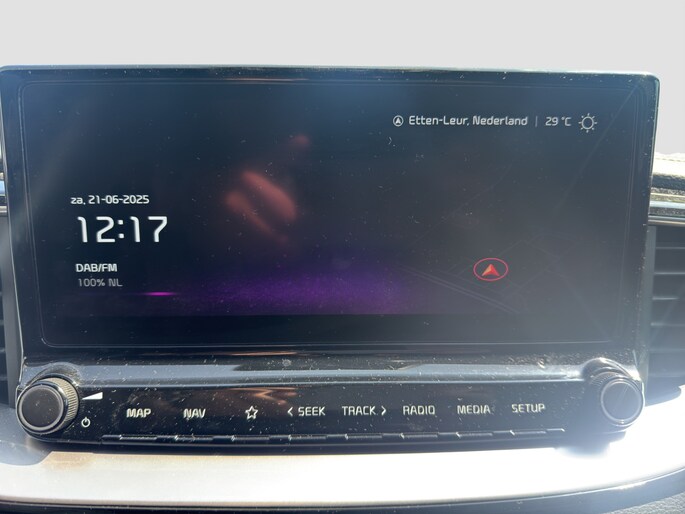 Etten-Leur, Nederland | 29 °C
za, 21-06-2025
12:17
DAB/FM
100% NL
MAP NAV < SEEK TRACK > RADIO MEDIA SETUP